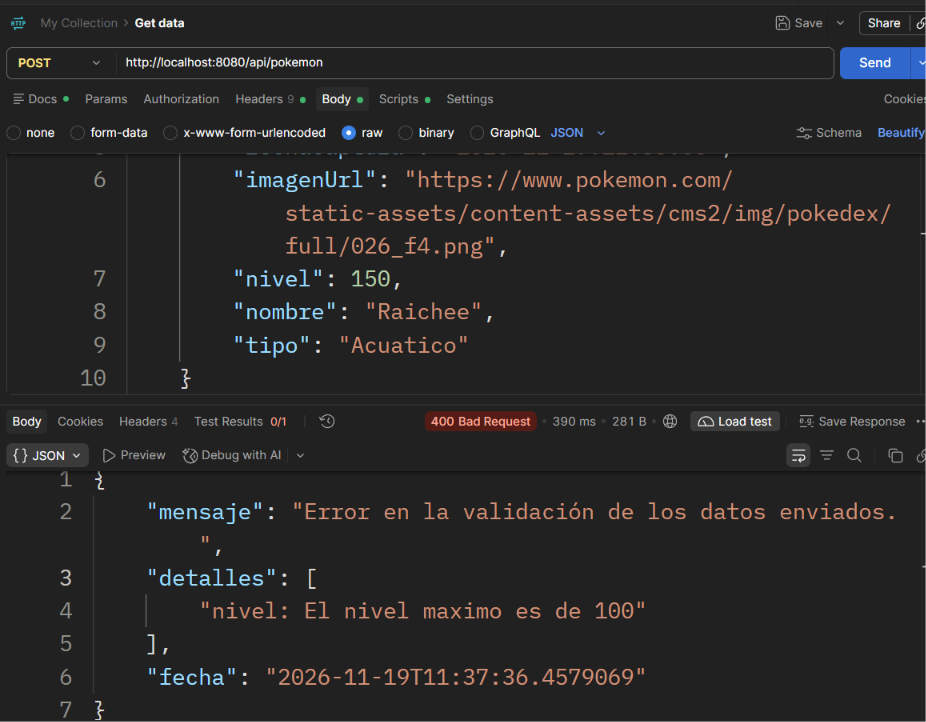 HTTP My Collection > Get data Save Share
POST http://localhost:8080/api/pokemon Send
Docs Params Authorization Headers 9 Body Scripts Settings Cookies
none form-data x-www-form-urlencoded raw binary GraphQL JSON Schema Beautify
6 "imagenUrl": "https://www.pokemon.com/
static-assets/content-assets/cms2/img/pokedex/
full/026_f4.png",
7 "nivel": 150,
8 "nombre": "Raichee",
9 "tipo": "Acuatico"
10 }
Body Cookies Headers 4 Test Results 0/1 400 Bad Request • 390 ms • 281 B • Load test e.g. Save Response
{} JSON Preview Debug with AI
1 {
2 "mensaje": "Error en la validación de los datos enviados.
",
3 "detalles": [
4 "nivel: El nivel maximo es de 100"
5 ],
6 "fecha": "2026-11-19T11:37:36.4579069"
7 }